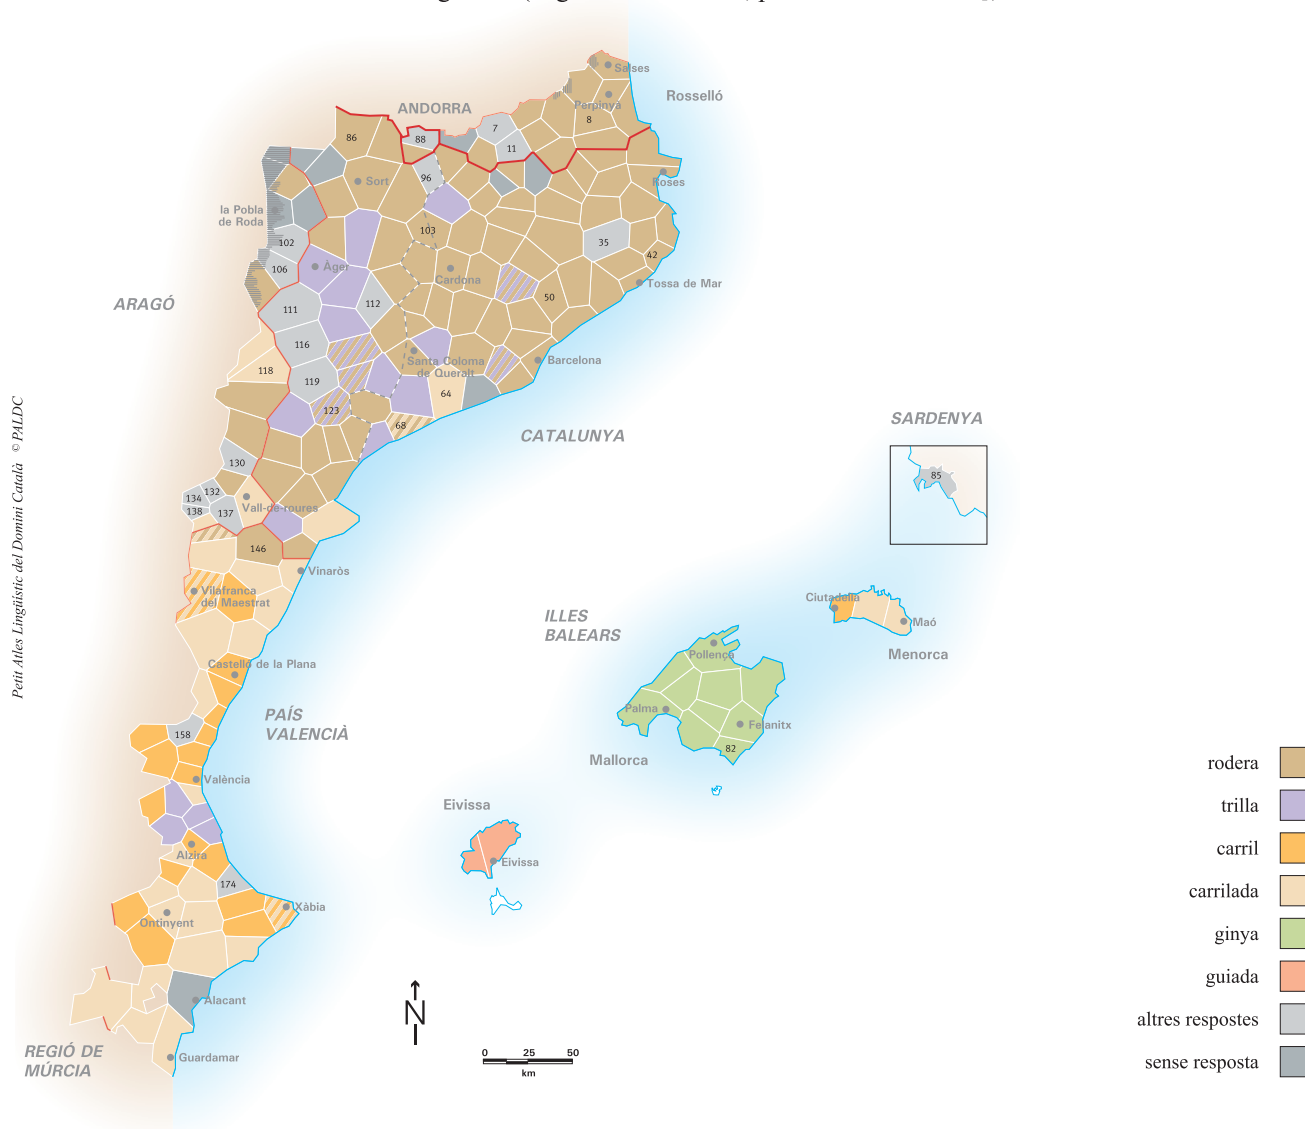 Salses
Rosselló
Perpinyà
ANDORRA
7
8
86
88
11
96
Sort
Roses
la Pobla
de Roda
103
102
35
42
106
Àger
Cardona
Tossa de Mar
ARAGÓ
111
112
50
116
Santa Coloma
de Queralt
Barcelona
118
119
64
123
68
CATALUNYA
SARDENYA
130
85
134
132
138
137
Vall-de-roures
146
Vinaròs
Vilafranca
del Maestrat
Ciutadella
ILLES
BALEARS
Maó
Menorca
Pollença
Castelló de la Plana
Palma
Felanitx
PAÍS
VALENCIÀ
158
82
Mallorca
València
Eivissa
Alzira
Eivissa
174
Xàbia
Ontinyent
Alacant
N
REGIÓ DE
MÚRCIA
Guardamar
0 25 50
km
rodera
trilla
carril
carrilada
ginya
guiada
altres respostes
sense resposta
Petit Atles Lingüístic del Domini Català © PALDC